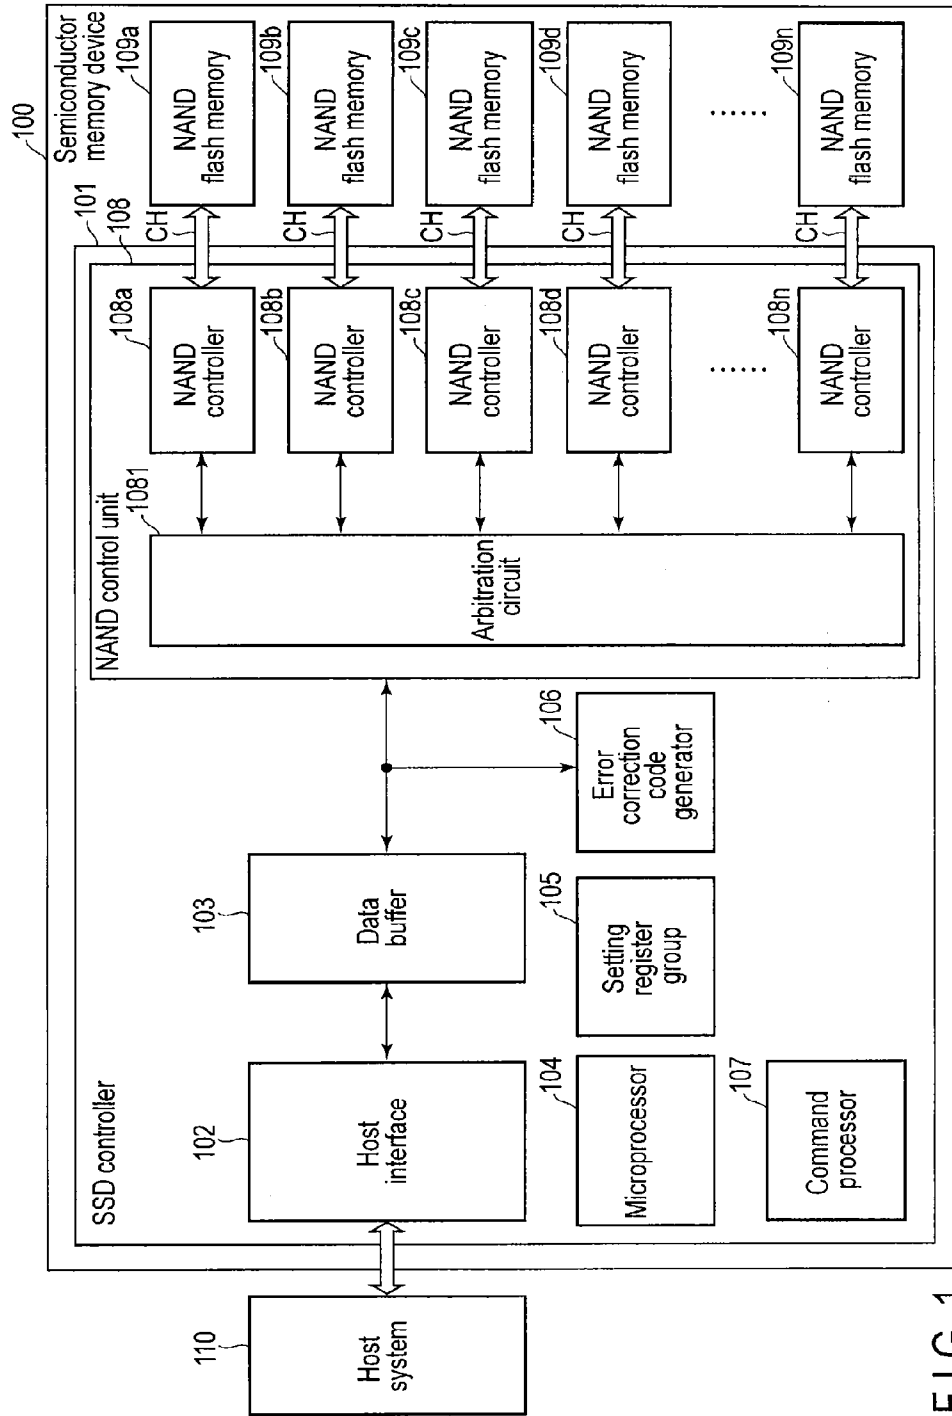 100
Semiconductor
memory device
101
SSD controller
108
NAND control unit
110
Host
system
102
Host
interface
103
Data
buffer
104
Microprocessor
105
Setting
register
group
106
Error
correction
code
generator
107
Command
processor
1081
Arbitration
circuit
108a
NAND
controller
CH
109a
NAND
flash memory
108b
NAND
controller
CH
109b
NAND
flash memory
108c
NAND
controller
CH
109c
NAND
flash memory
108d
NAND
controller
CH
109d
NAND
flash memory
......
......
108n
NAND
controller
CH
109n
NAND
flash memory
FIG. 1